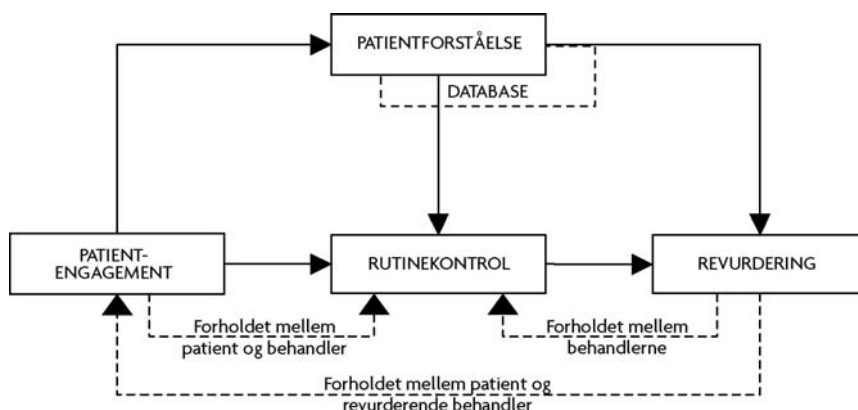 PATIENTFORSTÅELSE
DATABASE
PATIENT-
ENGAGEMENT
RUTINEKONTROL
REVURDERING
Forholdet mellem
patient og behandler
Forholdet mellem
behandlerne
Forholdet mellem patient og
revurderende behandler